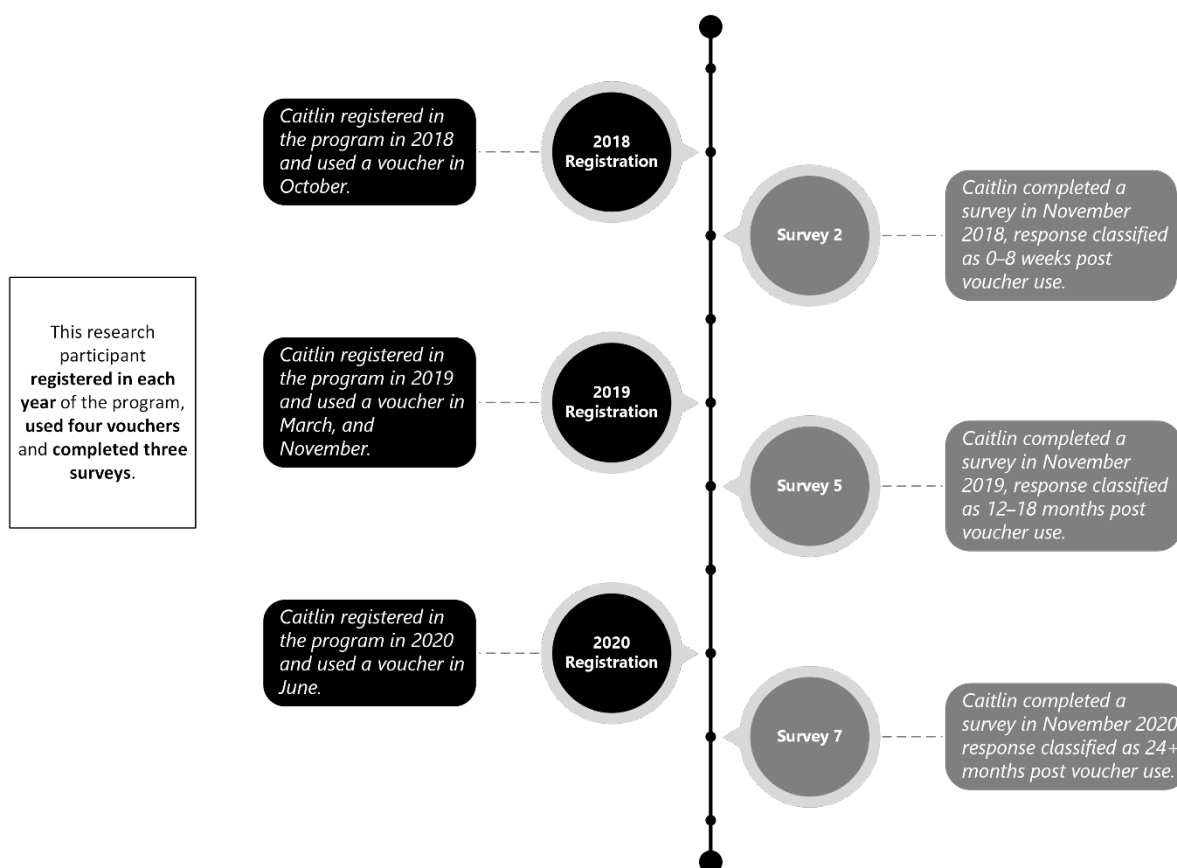 Caitlin registered in
the program in 2018
and used a voucher in
October.
2018
Registration
Survey 2
Caitlin completed a
survey in November
2018, response classified
as 0–8 weeks post
voucher use.
This research
participant
registered in each
year of the program,
used four vouchers
and completed three
surveys.
Caitlin registered in
the program in 2019
and used a voucher in
March, and
November.
2019
Registration
Survey 5
Caitlin completed a
survey in November
2019, response classified
as 12–18 months post
voucher use.
Caitlin registered in
the program in 2020
and used a voucher in
June.
2020
Registration
Survey 7
Caitlin completed a
survey in November 2020
response classified as 24+
months post voucher use.